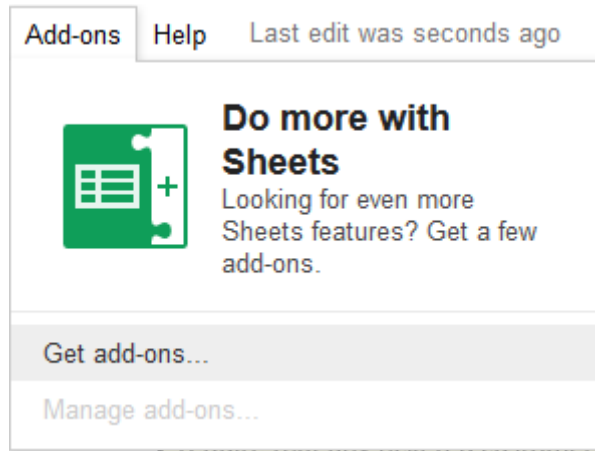 Add-ons Help Last edit was seconds ago
Do more with
Sheets
Looking for even more
Sheets features? Get a few
add-ons.
Get add-ons...
Manage add-ons...